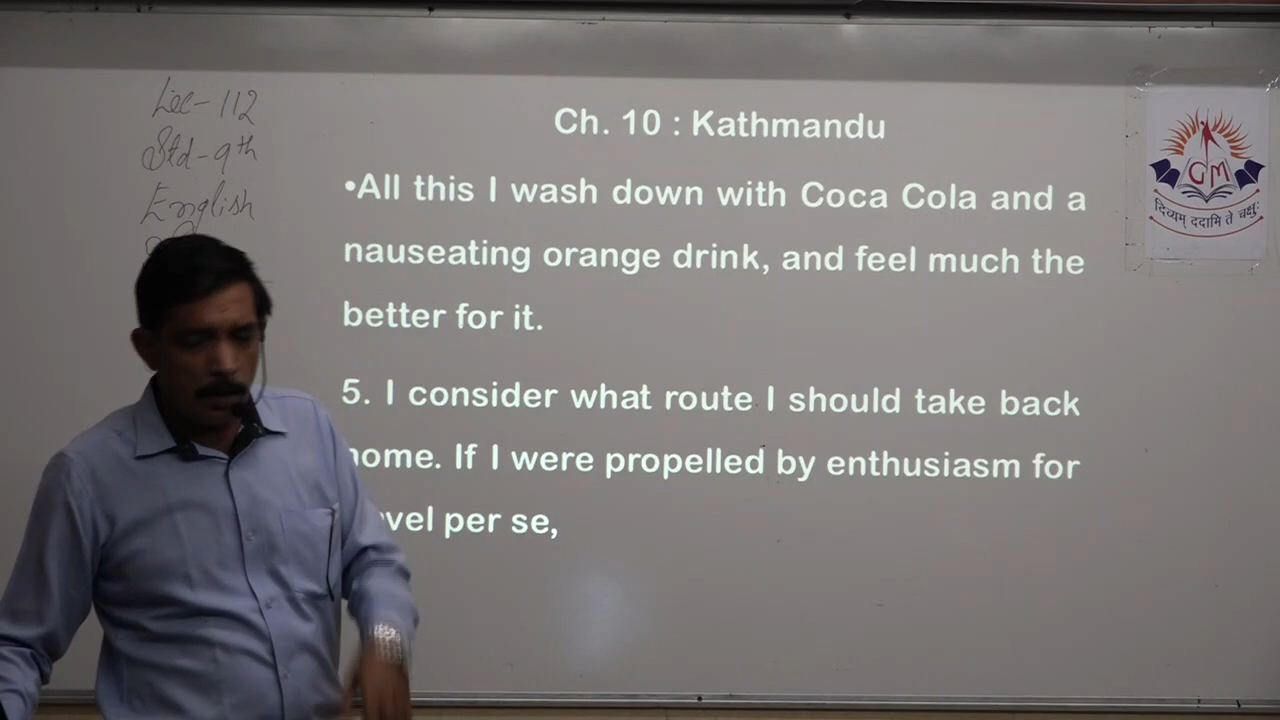 Lec-112
Std-9th
English
Ch. 10 : Kathmandu
•All this I wash down with Coca Cola and a
nauseating orange drink, and feel much the
better for it.
5. I consider what route I should take back
home. If I were propelled by enthusiasm for
vel per se,
GM
दिव्यम् ददामि ते चक्षुः